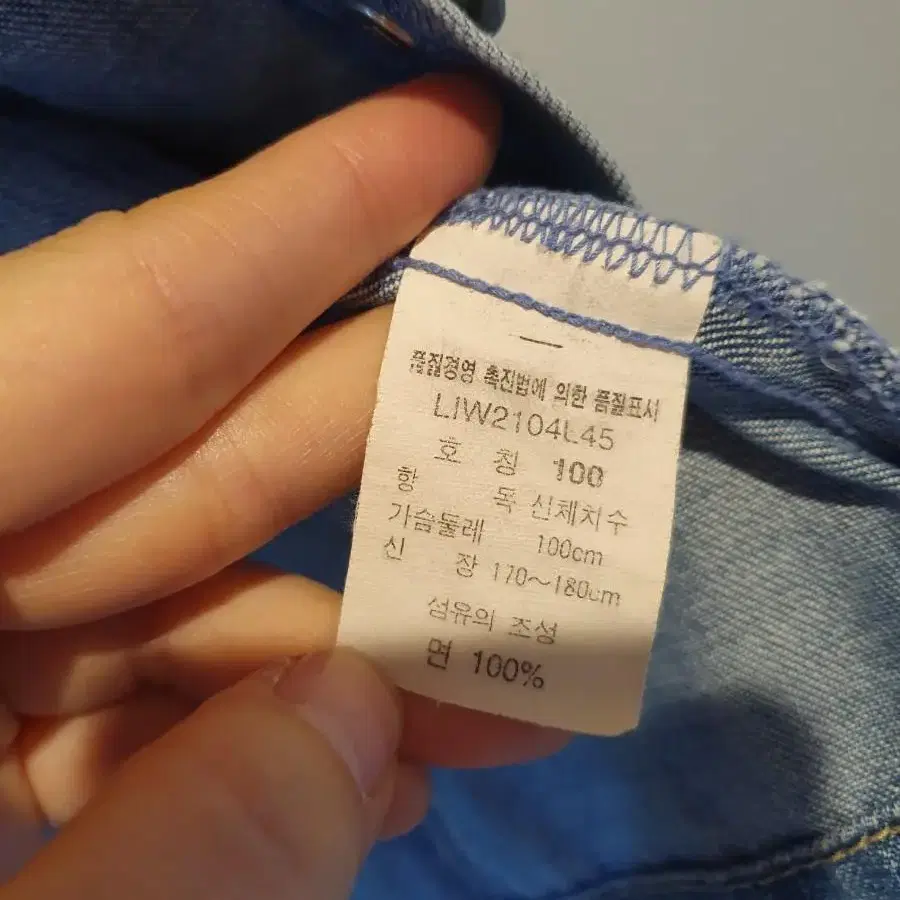 품질경영 촉진법에 의한 품질표시
LIW2104L45
호 칭 100
항 목 신체치수
가슴둘레 100cm
신 장 170~180cm
섬유의 조성
면 100%